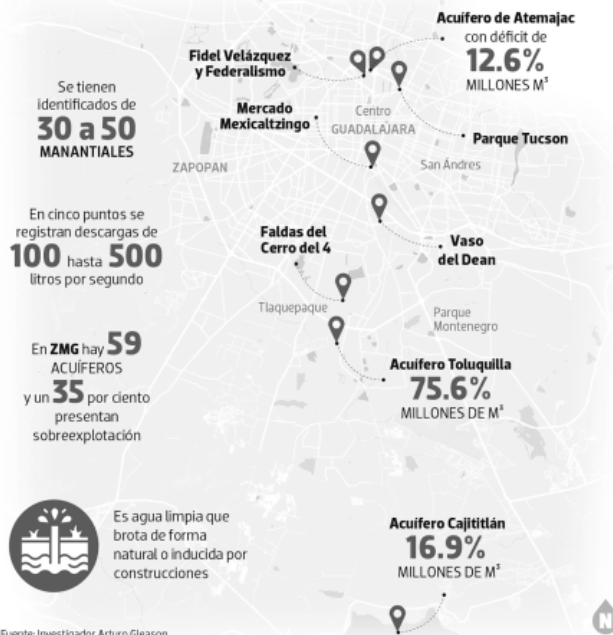 Acuífero de Atemajac
con déficit de
12.6%
MILLONES M³
Fidel Velázquez
y Federalismo
Se tienen
identificados de
30 a 50
MANANTIALES
Mercado
Mexicaltzingo
Centro
GUADALAJARA
Parque Tucson
ZAPOPAN
San Ándres
En cinco puntos se
registran descargas de
100 hasta 500
litros por segundo
Faldas del
Cerro del 4
Vaso
del Dean
Tlaquepaque
Parque
Montenegro
En ZMG hay 59
ACUÍFEROS
y un 35 por ciento
presentan
sobreexplotación
Acuífero Toluquilla
75.6%
MILLONES DE M³
Es agua limpia que
brota de forma
natural o inducida por
construcciones
Acuífero Cajititlán
16.9%
MILLONES DE M³
Fuente: Investigador Arturo Gleason
N